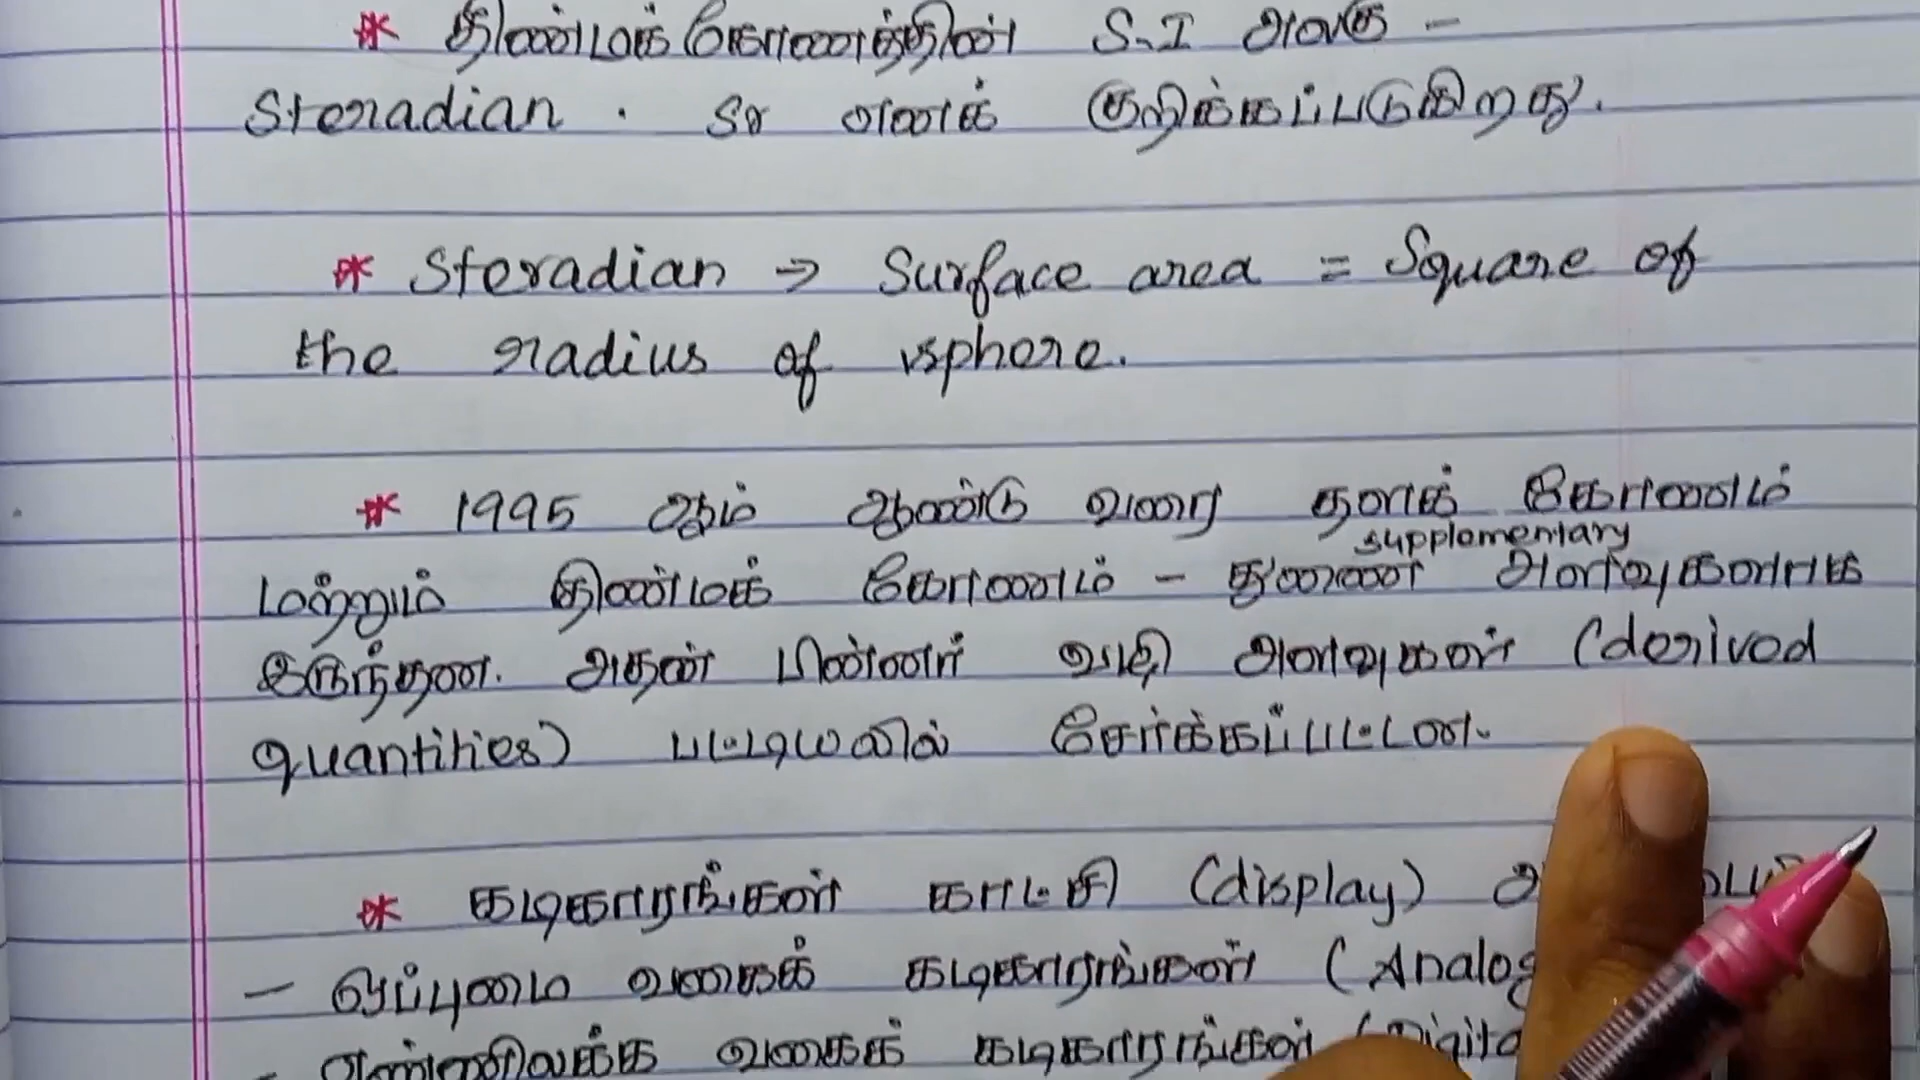 * திண்மக்கோணத்தின் S.I அலகு -
Steradian . Sr எனக் குறிக்கப்படுகிறது.
* Steradian => Surface area = Square of
the radius of sphere.
* 1995 ஆம் ஆண்டு வரை தளக் கோணம்
supplementary
மற்றும் திண்மக் கோணம் - துணை அளவுகளாக
இருந்தன. அதன் பின்னர் வழி அளவுகள் (derived
quantities) பட்டியலில் சேர்க்கப்பட்டன.
* கடிகாரங்கள் காட்சி (display)
- ஒப்புமை வகைக் கடிகாரங்கள் (Analog
- எண்ணிலக்க வகைக் கடிகாரங்கள் (Digita